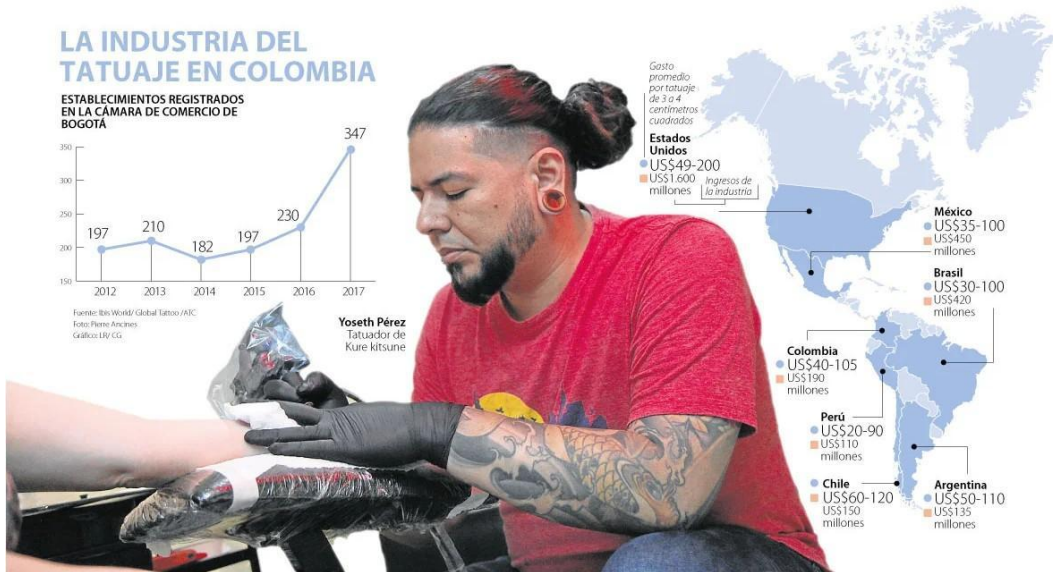 LA INDUSTRIA DEL
TATUAJE EN COLOMBIA
ESTABLECIMIENTOS REGISTRADOS
EN LA CÁMARA DE COMERCIO DE
BOGOTÁ
350
300
250
200
150
197
210
182
197
230
347
2012
2013
2014
2015
2016
2017
Fuente: Ibis World/ Global Tattoo /ATC
Foto: Pierre Ancines
Gráfico: LR/ CG
Yoseth Pérez
Tatuador de
Kure kitsune
Gasto
promedio
por tatuaje
de 3 a 4
centímetros
cuadrados
Estados
Unidos
US$49-200
US$1.600
millones
Ingresos de
la industria
México
US$35-100
US$450
millones
Brasil
US$30-100
US$420
millones
Colombia
US$40-105
US$190
millones
Perú
US$20-90
US$110
millones
Chile
US$60-120
US$150
millones
Argentina
US$50-110
US$135
millones